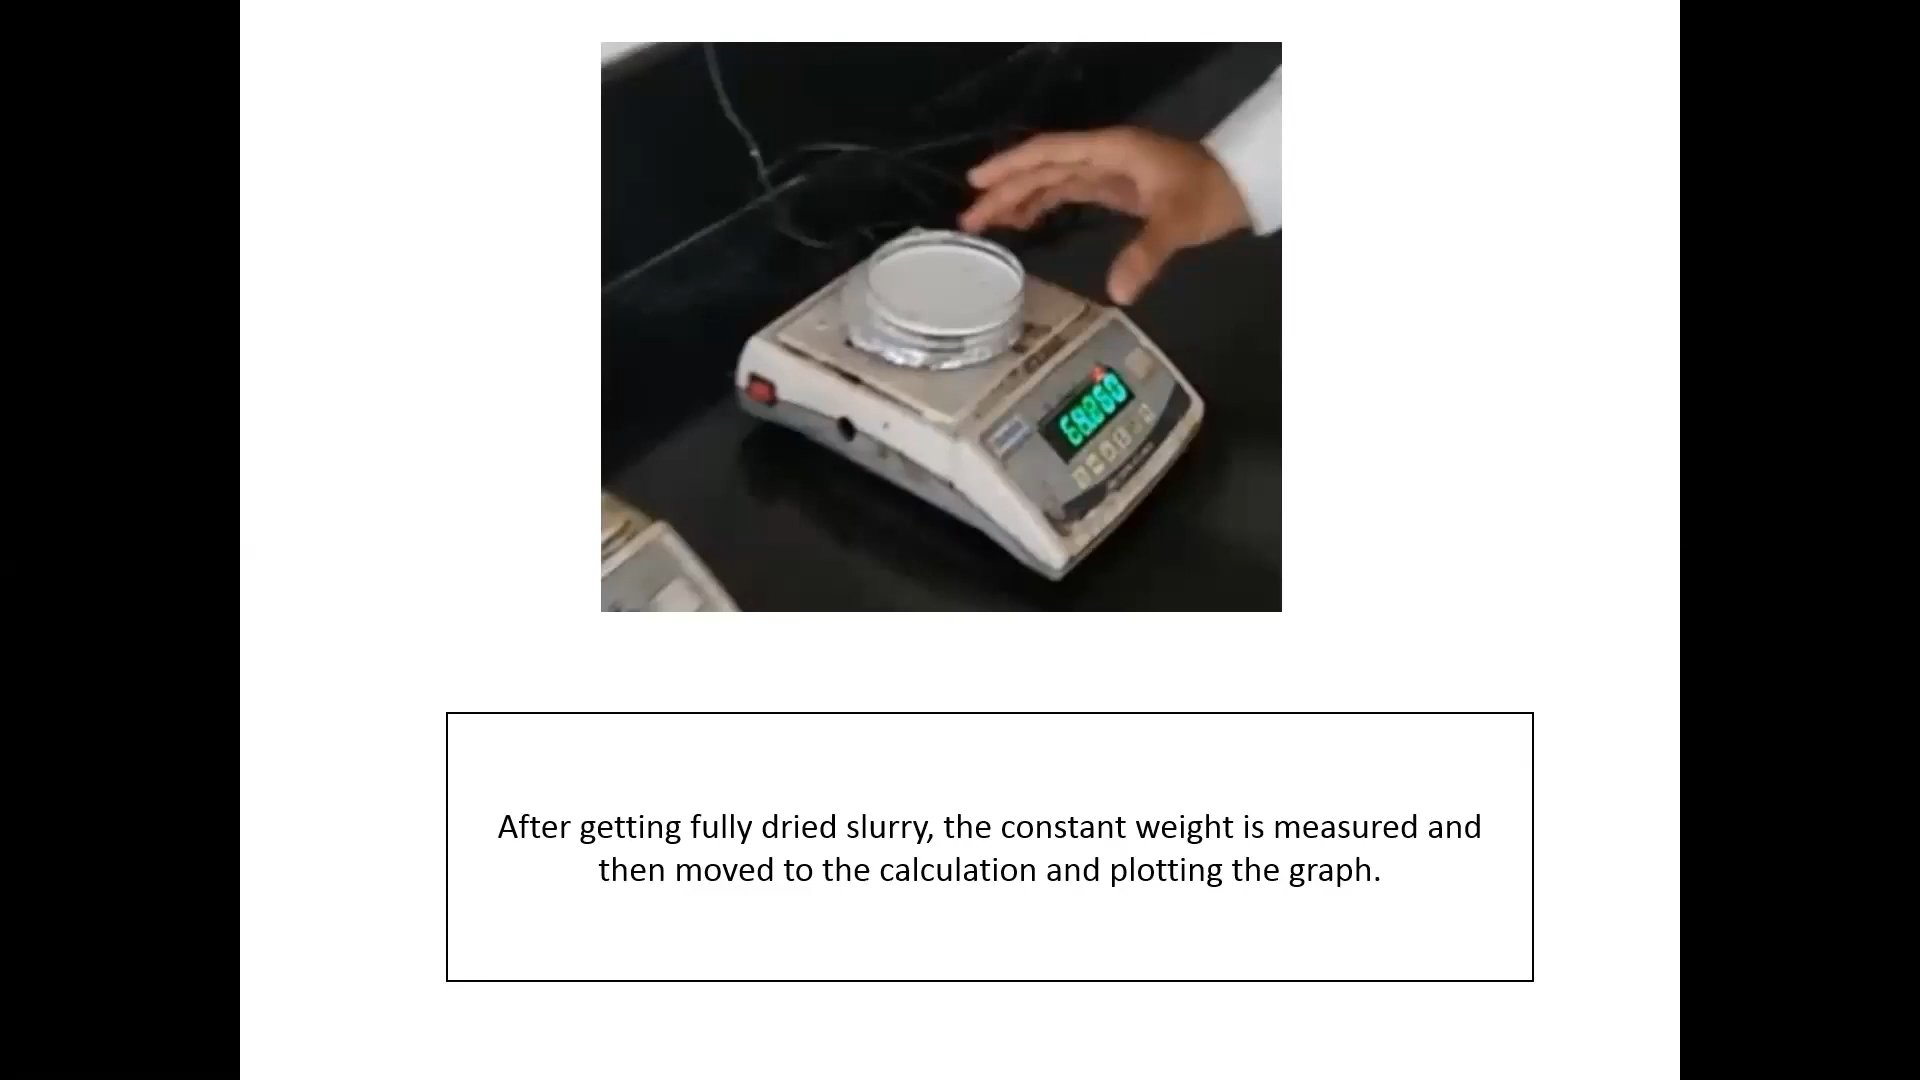 After getting fully dried slurry, the constant weight is measured and
then moved to the calculation and plotting the graph.